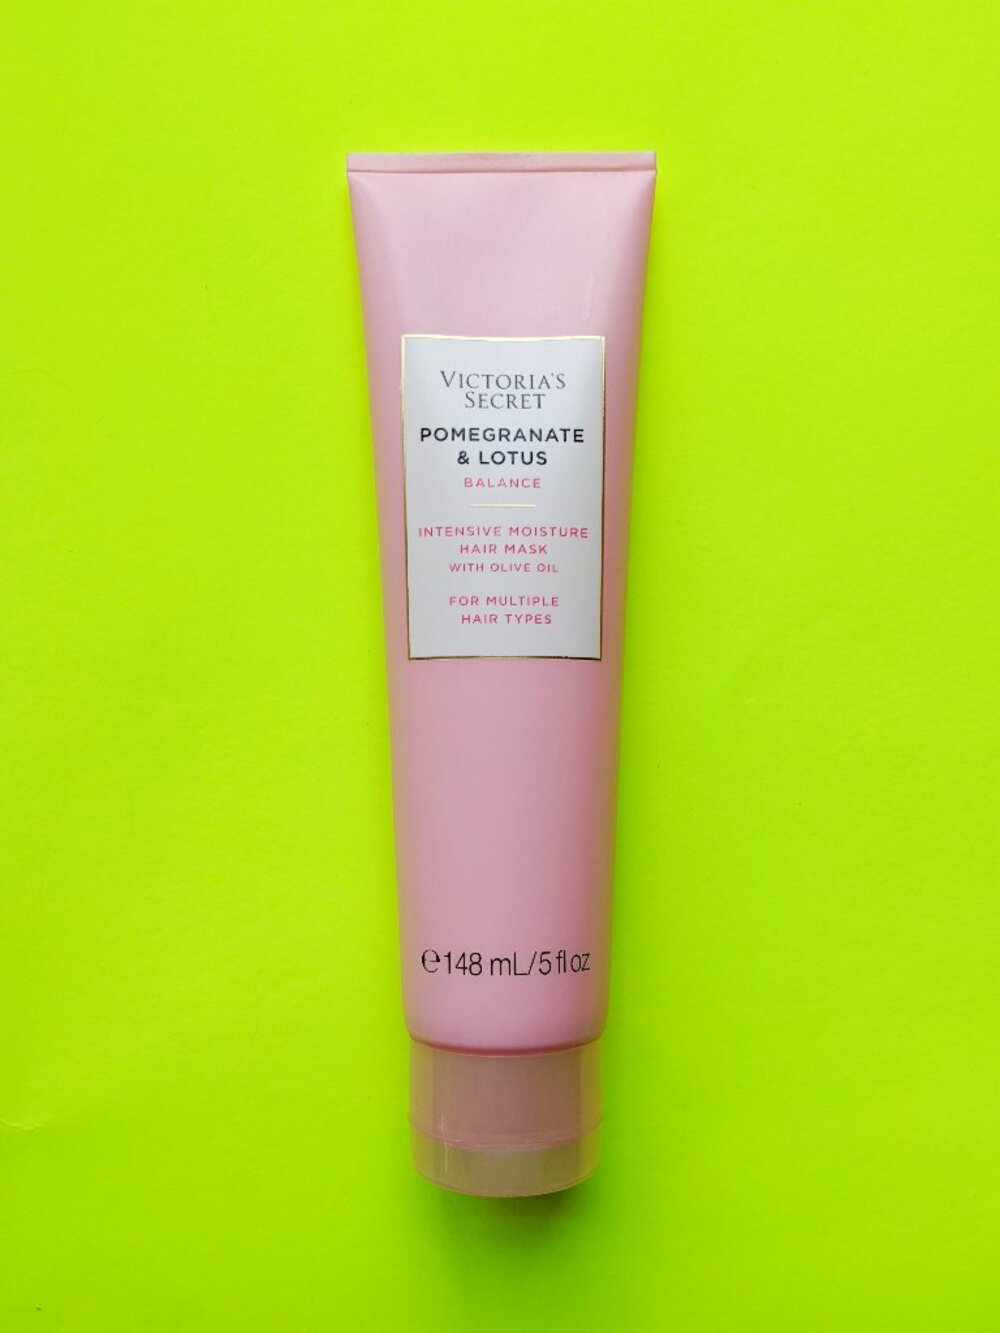 VICTORIA'S
SECRET
POMEGRANATE
& LOTUS
BALANCE
INTENSIVE MOISTURE
HAIR MASK
WITH OLIVE OIL
FOR MULTIPLE
HAIR TYPES
℮148 mL/5 fl oz